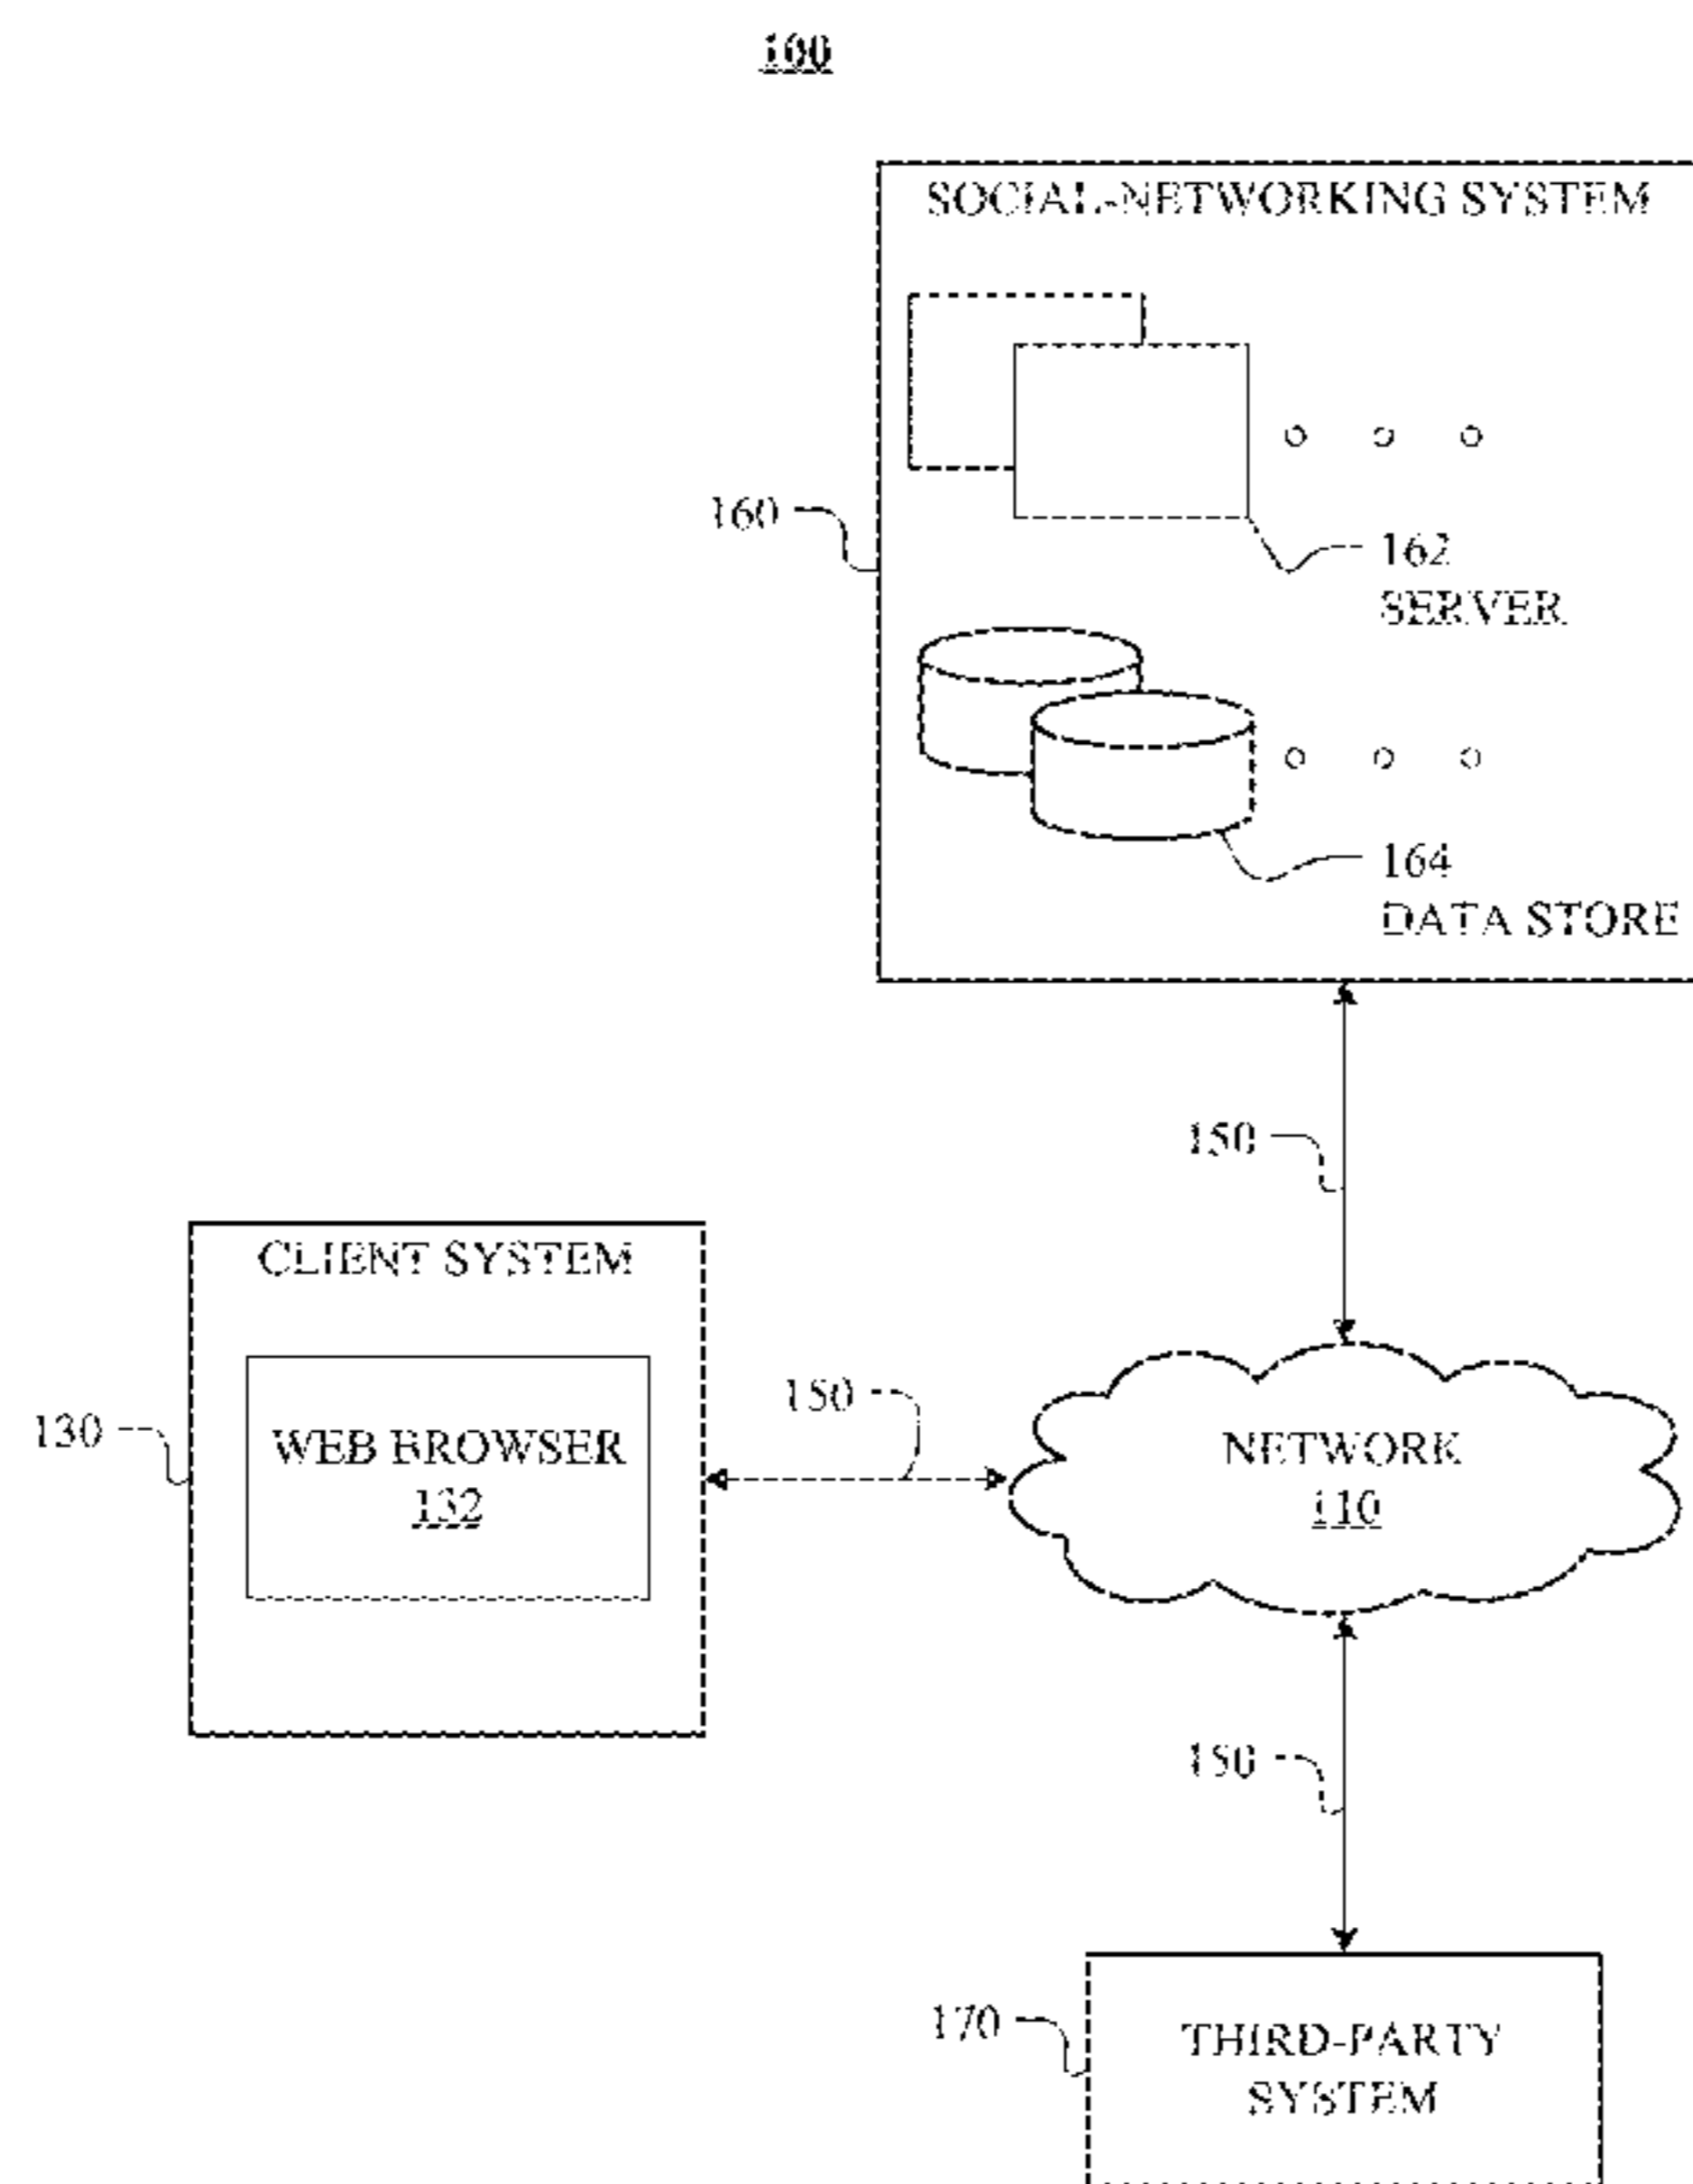 100
SOCIAL-NETWORKING SYSTEM
160
162
SERVER
164
DATA STORE
150
CLIENT SYSTEM
130
WEB BROWSER
132
150
NETWORK
110
150
170
THIRD-PARTY
SYSTEM